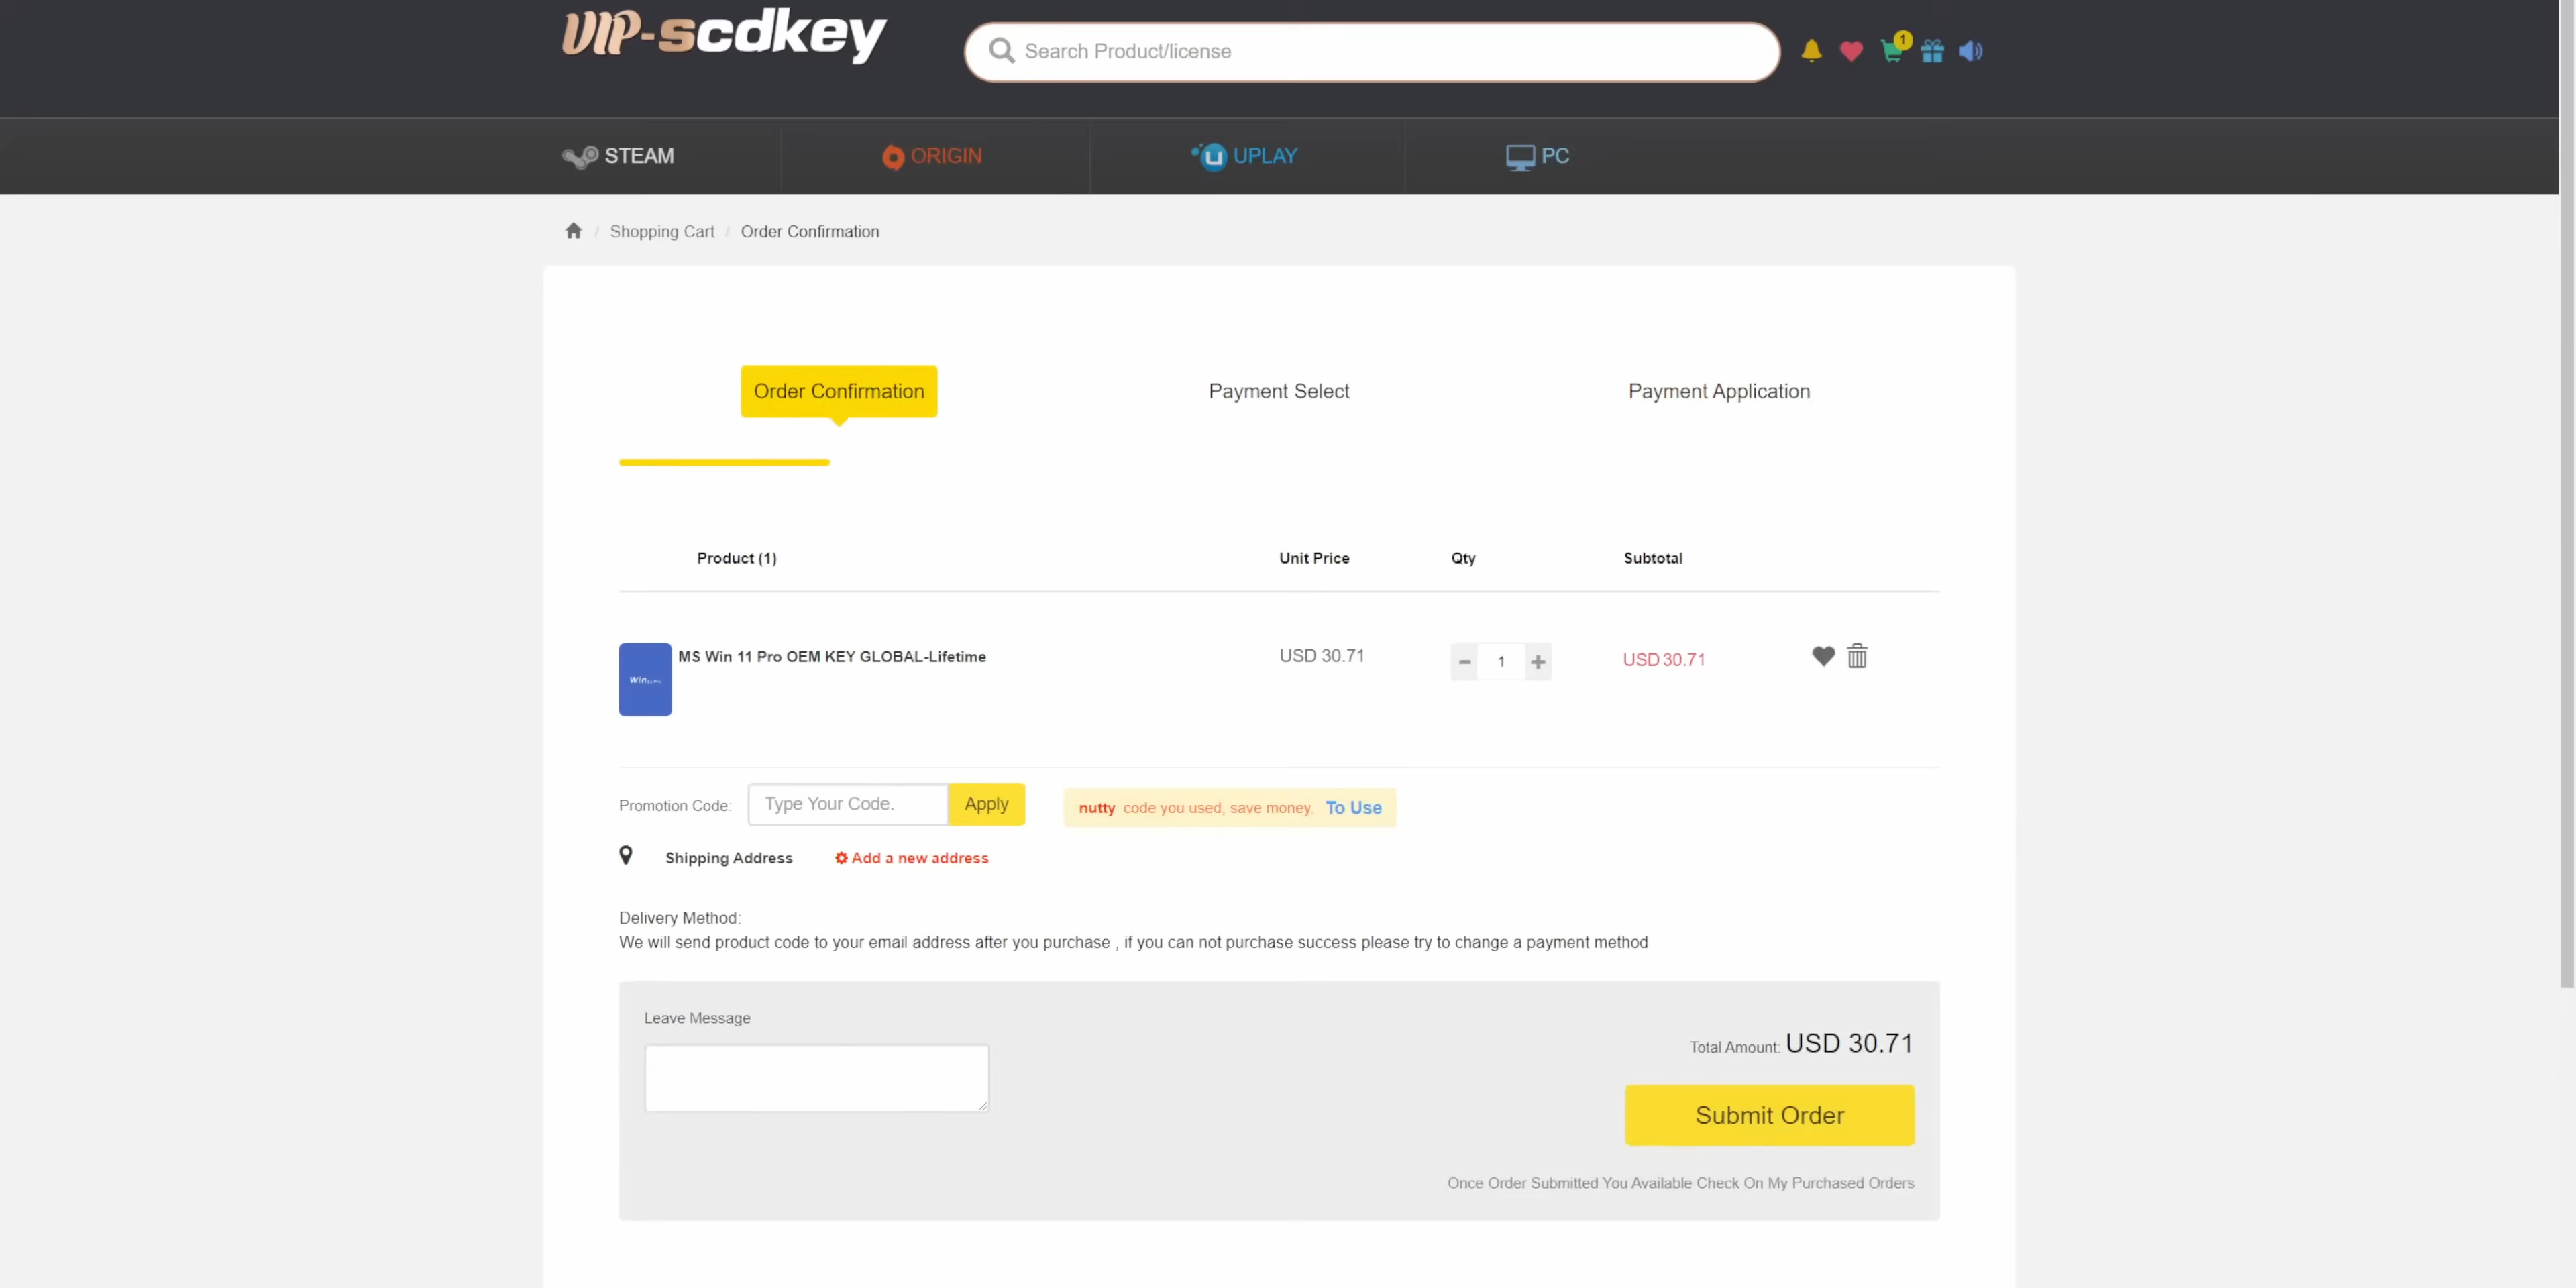 VIP-scdkey
Search Product/license
1
STEAM
ORIGIN
UPLAY
PC
Shopping Cart / Order Confirmation
Order Confirmation
Payment Select
Payment Application
Product (1) Unit Price Qty Subtotal
MS Win 11 Pro OEM KEY GLOBAL-Lifetime USD 30.71 1 USD 30.71
Promotion Code: Type Your Code. Apply nutty code you used, save money. To Use
Shipping Address Add a new address
Delivery Method:
We will send product code to your email address after you purchase , if you can not purchase success please try to change a payment method
Leave Message
Total Amount: USD 30.71
Submit Order
Once Order Submitted You Available Check On My Purchased Orders